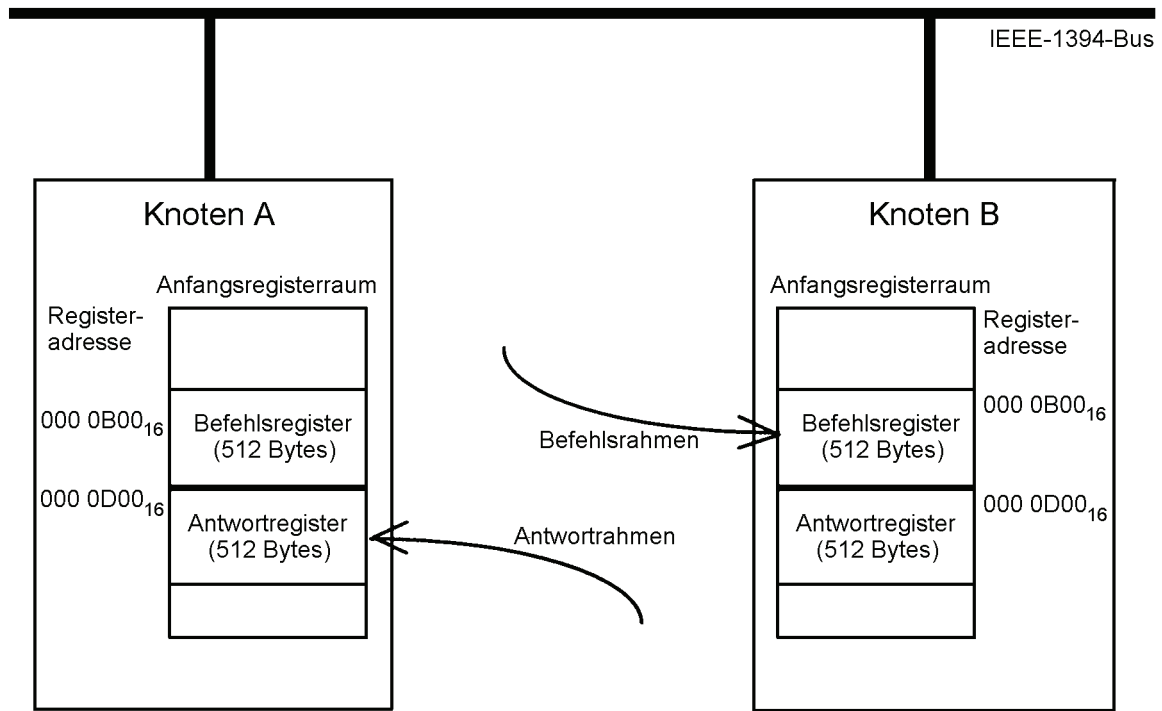 IEEE-1394-Bus
Knoten A
Anfangsregisterraum
Register-
adresse
000 0B00₁₆
Befehlsregister
(512 Bytes)
000 0D00₁₆
Antwortregister
(512 Bytes)
Befehlsrahmen
Antwortrahmen
Knoten B
Anfangsregisterraum
Register-
adresse
Befehlsregister
(512 Bytes)
000 0B00₁₆
Antwortregister
(512 Bytes)
000 0D00₁₆